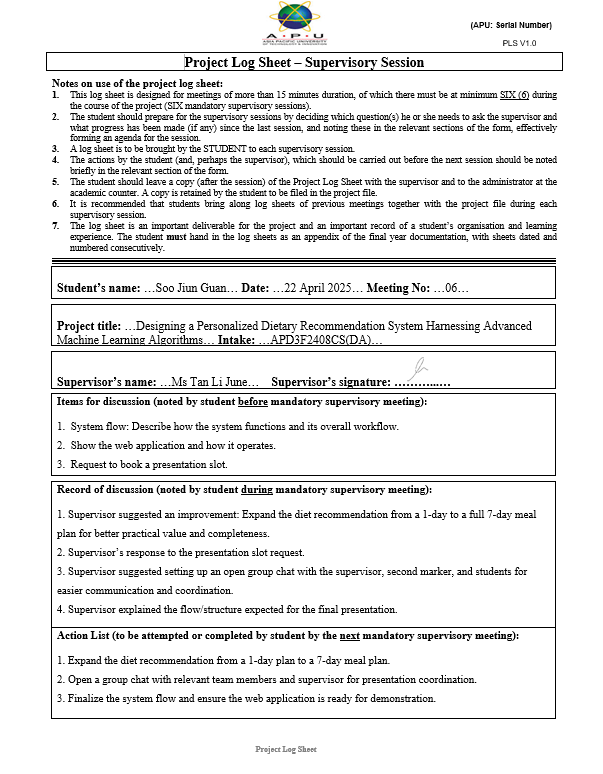 A · P · U
ASIA PACIFIC UNIVERSITY
OF TECHNOLOGY & INNOVATION
(APU: Serial Number)
PLS V1.0
Project Log Sheet – Supervisory Session
Notes on use of the project log sheet:
1. This log sheet is designed for meetings of more than 15 minutes duration, of which there must be at minimum SIX (6) during
the course of the project (SIX mandatory supervisory sessions).
2. The student should prepare for the supervisory sessions by deciding which question(s) he or she needs to ask the supervisor and
what progress has been made (if any) since the last session, and noting these in the relevant sections of the form, effectively
forming an agenda for the session.
3. A log sheet is to be brought by the STUDENT to each supervisory session.
4. The actions by the student (and, perhaps the supervisor), which should be carried out before the next session should be noted
briefly in the relevant section of the form.
5. The student should leave a copy (after the session) of the Project Log Sheet with the supervisor and to the administrator at the
academic counter. A copy is retained by the student to be filed in the project file.
6. It is recommended that students bring along log sheets of previous meetings together with the project file during each
supervisory session.
7. The log sheet is an important deliverable for the project and an important record of a student's organisation and learning
experience. The student must hand in the log sheets as an appendix of the final year documentation, with sheets dated and
numbered consecutively.
Student's name: …Soo Jiun Guan… Date: …22 April 2025… Meeting No: …06…
Project title: …Designing a Personalized Dietary Recommendation System Harnessing Advanced
Machine Learning Algorithms… Intake: …APD3F2408CS(DA)…
Supervisor's name: …Ms Tan Li June… Supervisor's signature: ………...…
Items for discussion (noted by student before mandatory supervisory meeting):
1. System flow: Describe how the system functions and its overall workflow.
2. Show the web application and how it operates.
3. Request to book a presentation slot.
Record of discussion (noted by student during mandatory supervisory meeting):
1. Supervisor suggested an improvement: Expand the diet recommendation from a 1-day to a full 7-day meal
plan for better practical value and completeness.
2. Supervisor's response to the presentation slot request.
3. Supervisor suggested setting up an open group chat with the supervisor, second marker, and students for
easier communication and coordination.
4. Supervisor explained the flow/structure expected for the final presentation.
Action List (to be attempted or completed by student by the next mandatory supervisory meeting):
1. Expand the diet recommendation from a 1-day plan to a 7-day meal plan.
2. Open a group chat with relevant team members and supervisor for presentation coordination.
3. Finalize the system flow and ensure the web application is ready for demonstration.
Project Log Sheet